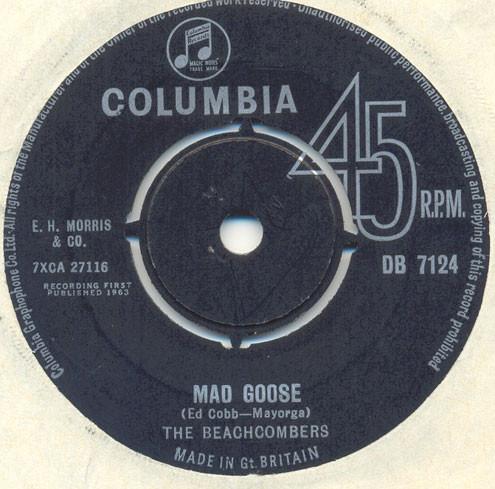 Columbia Graphophone Co. Ltd. All rights of the Manufacturer and of the Owner of the recorded work reserved · Unauthorised public performance, broadcasting and copying of this record prohibited
Columbia
Records
MAGIC NOTES
TRADE MARK
COLUMBIA
45
R.P.M.
E. H. MORRIS
& CO.
7XCA 27116
DB 7124
RECORDING FIRST
PUBLISHED 1963
MAD GOOSE
(Ed Cobb—Mayorga)
THE BEACHCOMBERS
MADE IN Gt. BRITAIN